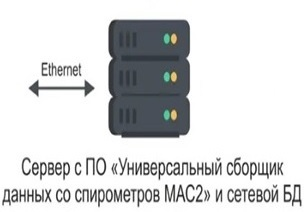 Ethernet
Сервер с ПО «Универсальный сборщик
данных со спирометров МАС2» и сетевой БД